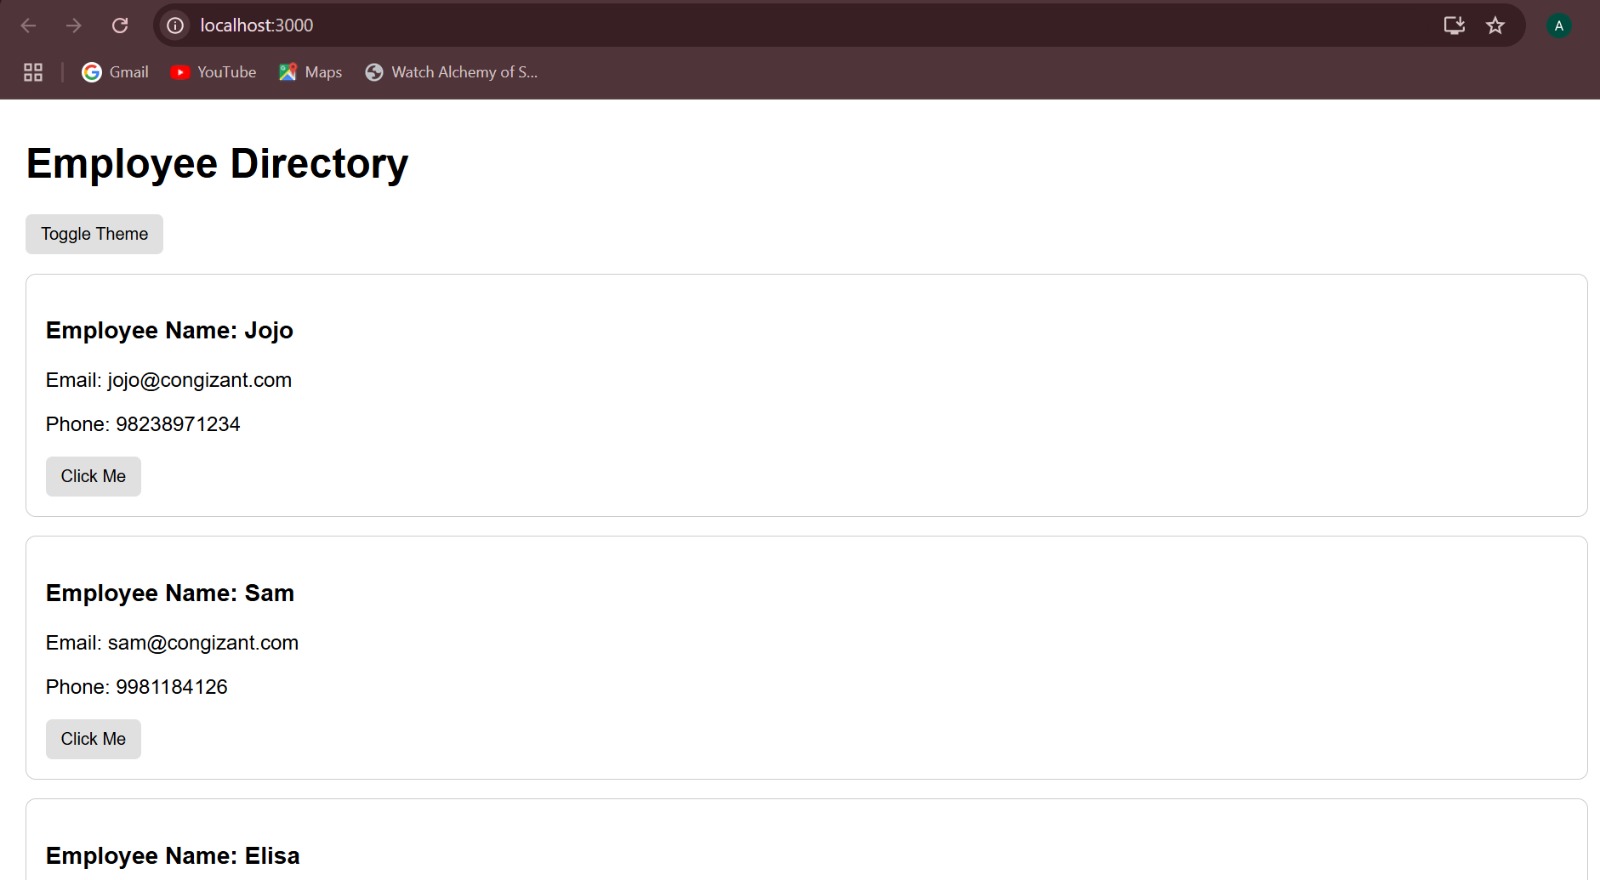 localhost:3000
A
Gmail YouTube Maps Watch Alchemy of S...
Employee Directory
Toggle Theme
Employee Name: Jojo
Email: jojo@congizant.com
Phone: 98238971234
Click Me
Employee Name: Sam
Email: sam@congizant.com
Phone: 9981184126
Click Me
Employee Name: Elisa